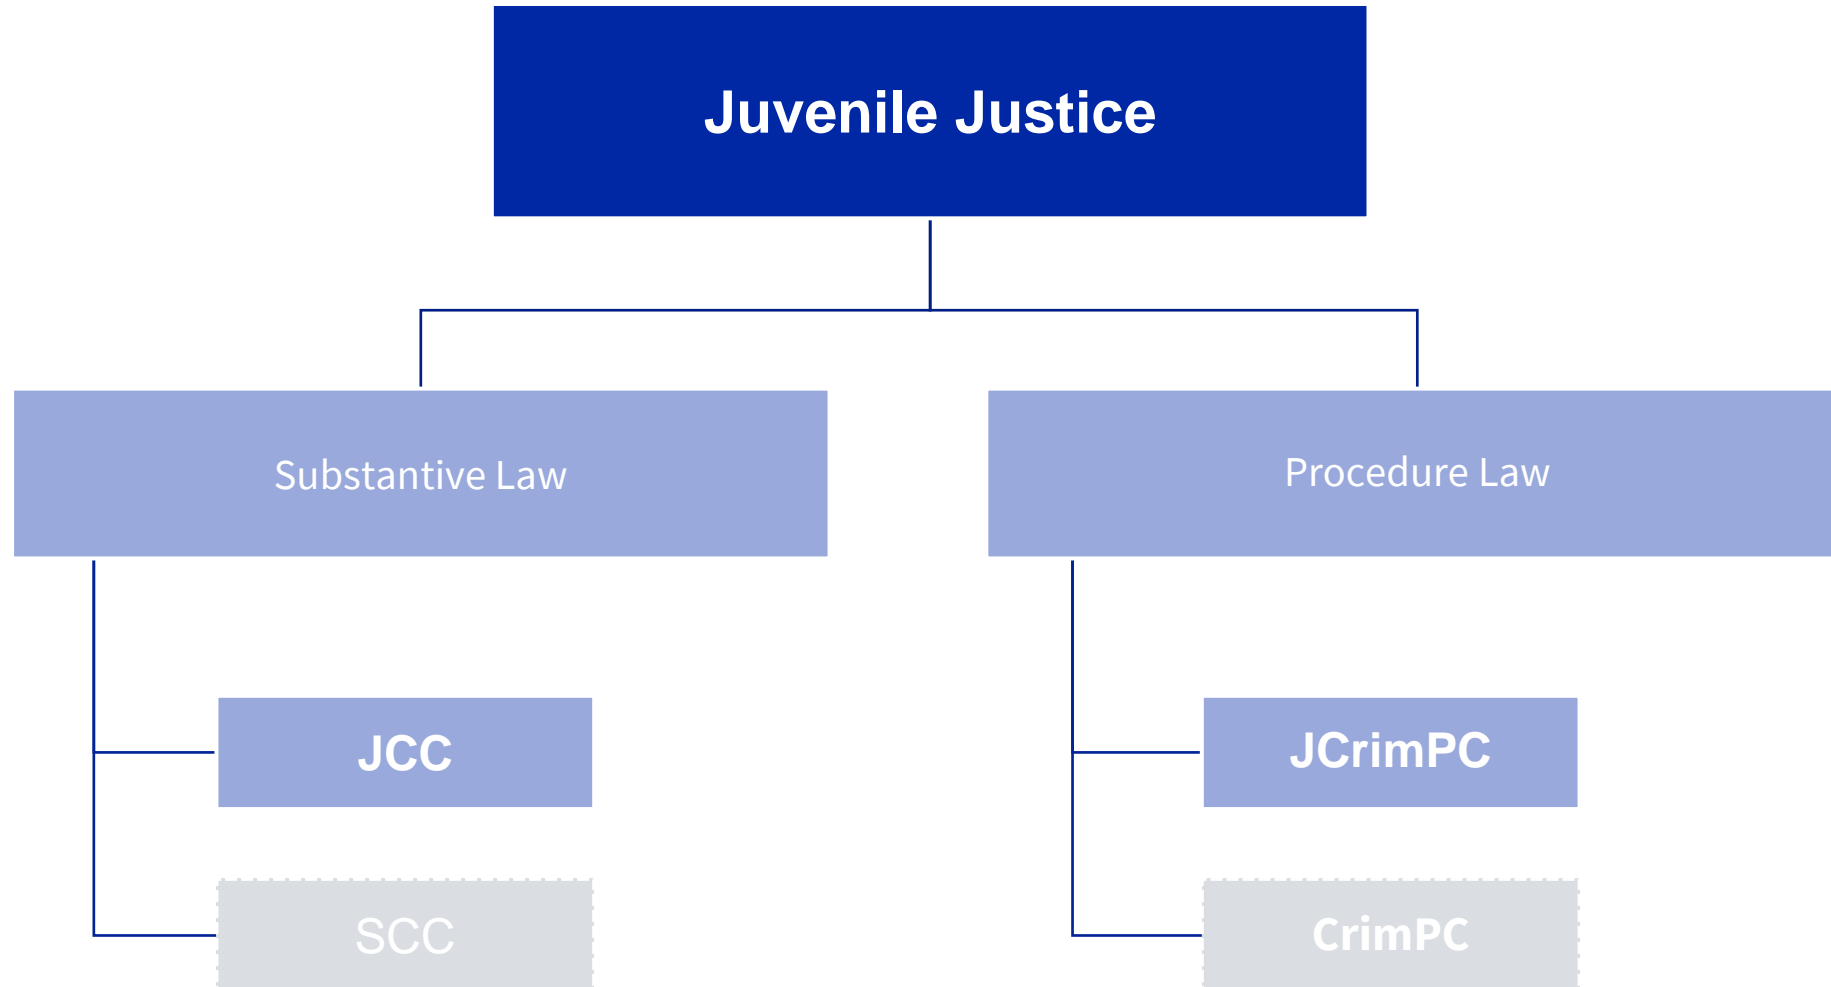 Juvenile Justice
Substantive Law
Procedure Law
JCC
JCrimPC
SCC
CrimPC